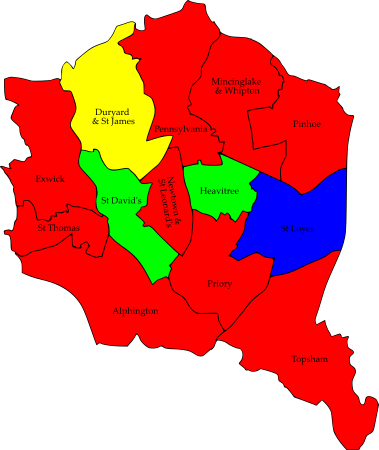 Mincinglake
& Whipton
Duryard
& St James
Pennsylvania
Pinhoe
Exwick
Newtown &
St Leonard's
Heavitree
St David's
St Thomas
St Loyes
Priory
Alphington
Topsham